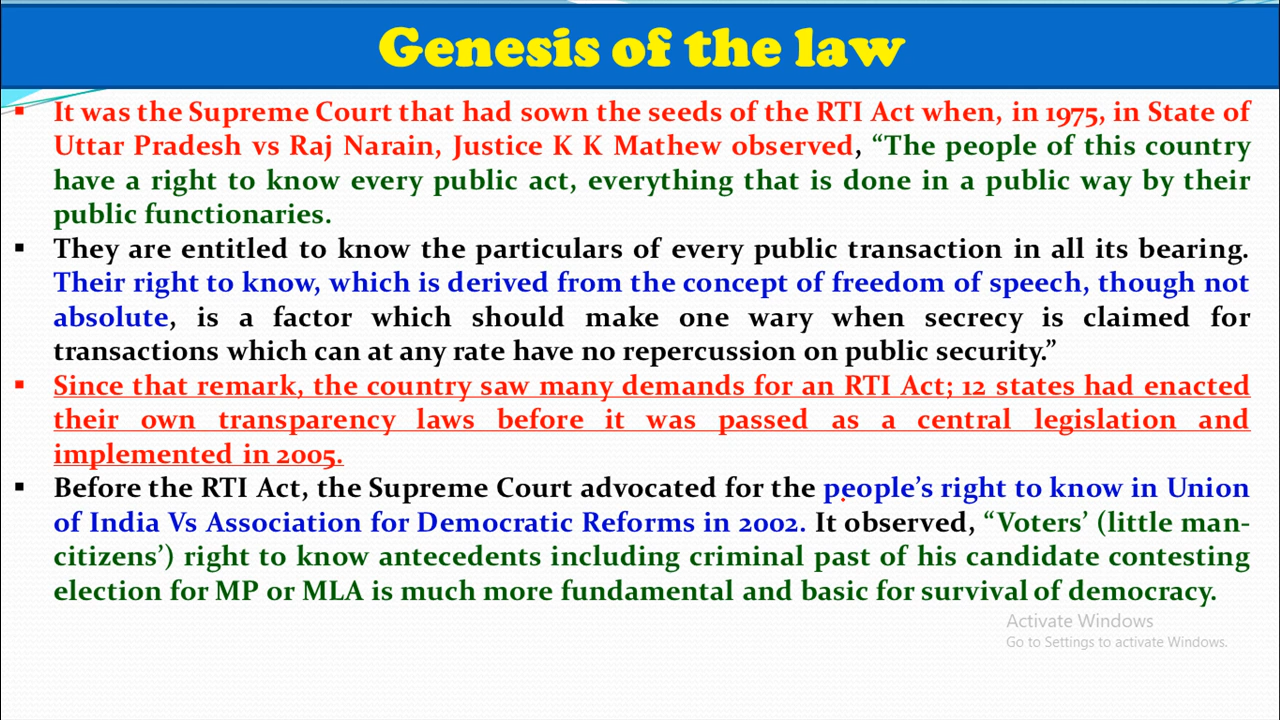 Genesis of the law
▪ It was the Supreme Court that had sown the seeds of the RTI Act when, in 1975, in State of
Uttar Pradesh vs Raj Narain, Justice K K Mathew observed, “The people of this country
have a right to know every public act, everything that is done in a public way by their
public functionaries.
▪ They are entitled to know the particulars of every public transaction in all its bearing.
Their right to know, which is derived from the concept of freedom of speech, though not
absolute, is a factor which should make one wary when secrecy is claimed for
transactions which can at any rate have no repercussion on public security.”
▪ Since that remark, the country saw many demands for an RTI Act; 12 states had enacted
their own transparency laws before it was passed as a central legislation and
implemented in 2005.
▪ Before the RTI Act, the Supreme Court advocated for the people’s right to know in Union
of India Vs Association for Democratic Reforms in 2002. It observed, “Voters’ (little man-
citizens’) right to know antecedents including criminal past of his candidate contesting
election for MP or MLA is much more fundamental and basic for survival of democracy.
Activate Windows
Go to Settings to activate Windows.